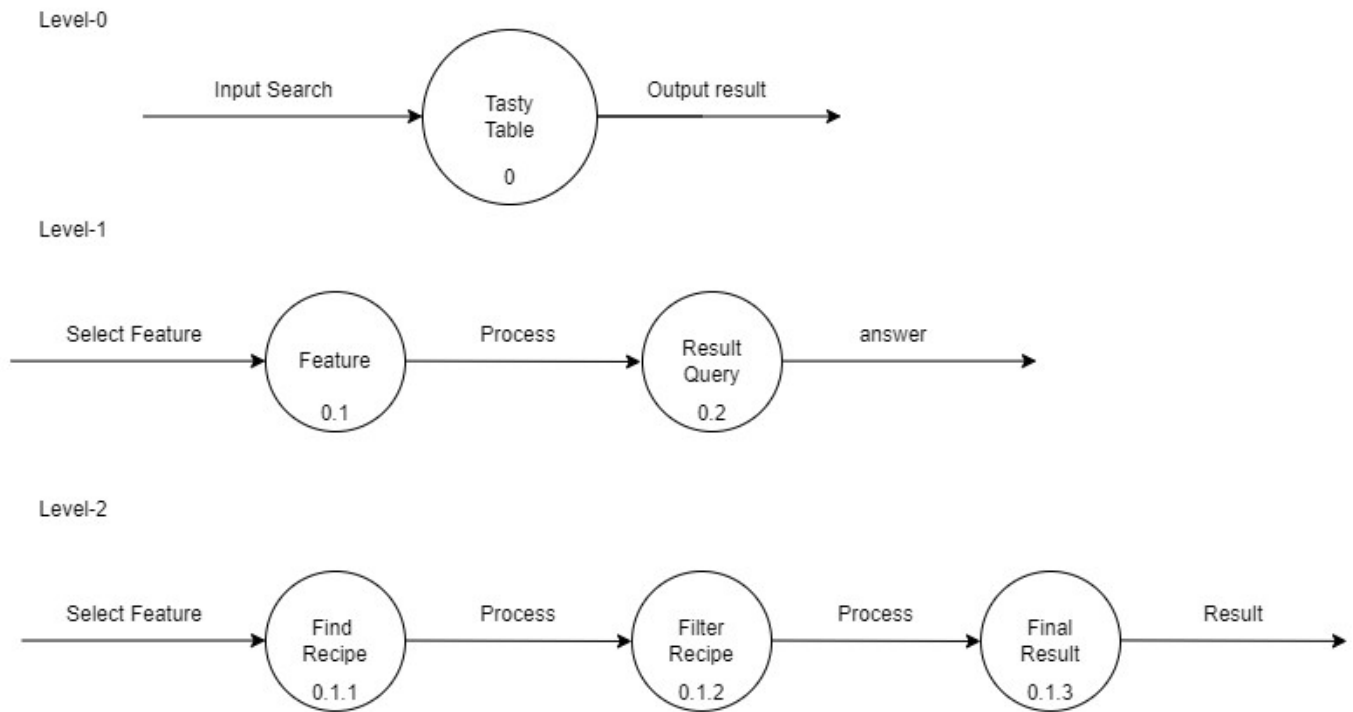 Level-0
Input Search
Output result
Tasty
Table
0
Level-1
Select Feature
Process
answer
Feature
0.1
Result
Query
0.2
Level-2
Select Feature
Process
Process
Result
Find
Recipe
0.1.1
Filter
Recipe
0.1.2
Final
Result
0.1.3